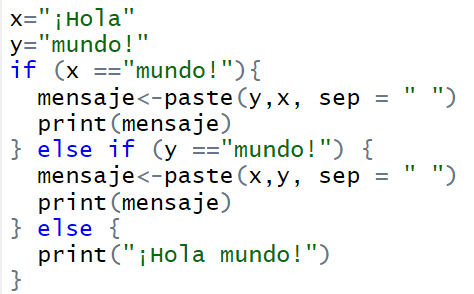 x="¡Hola"
y="mundo!"
if (x =="mundo!"){
  mensaje<-paste(y,x, sep = " ")
  print(mensaje)
} else if (y =="mundo!") {
  mensaje<-paste(x,y, sep = " ")
  print(mensaje)
} else {
  print("¡Hola mundo!")
}